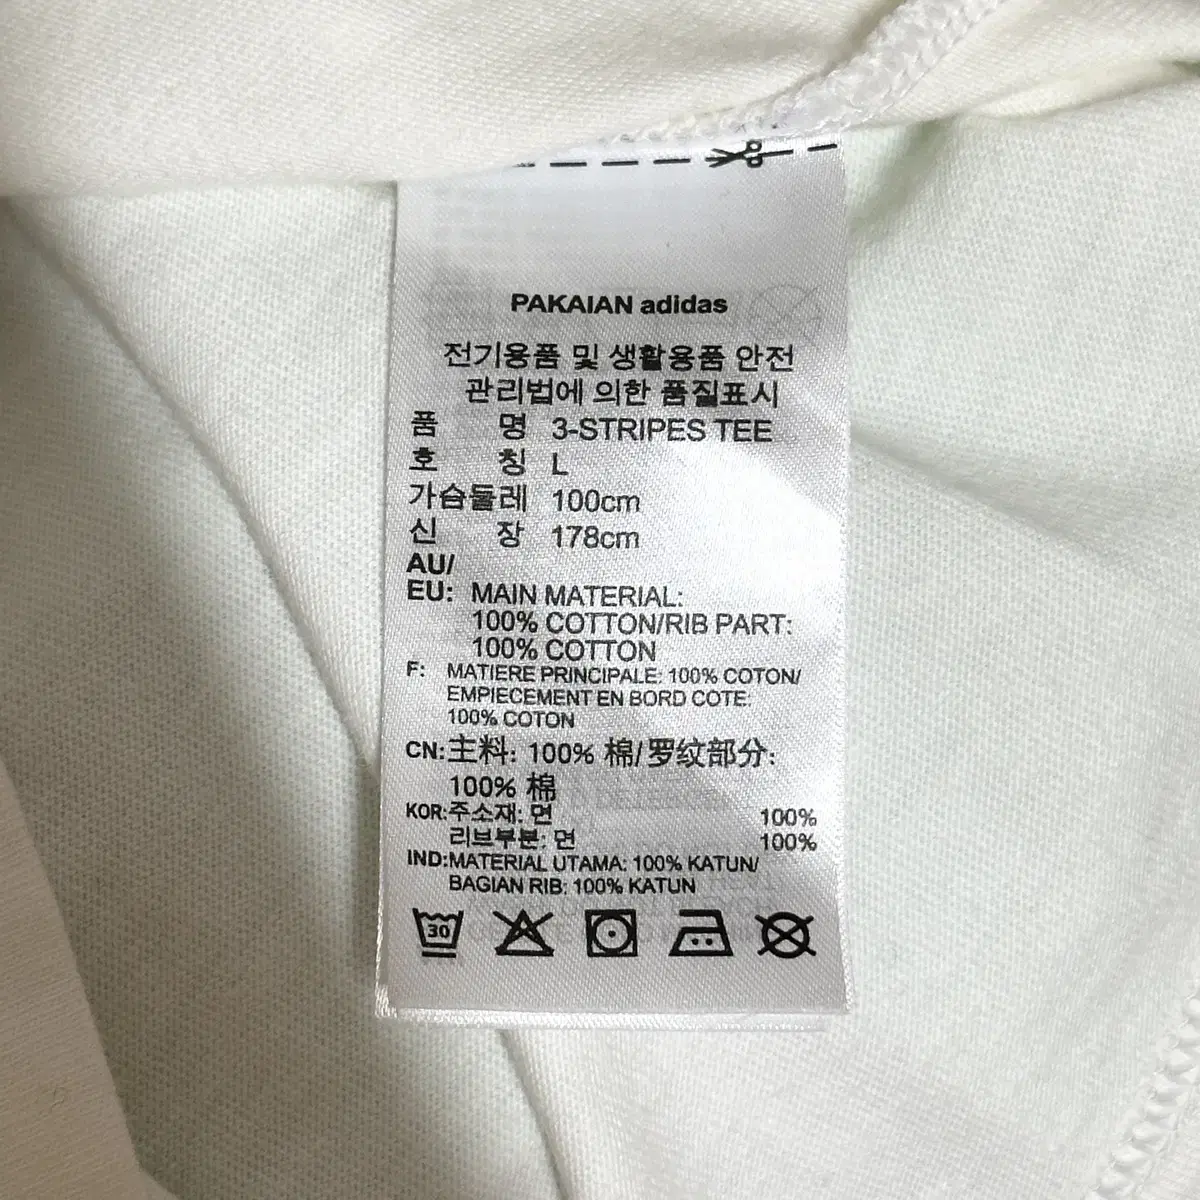 PAKAIAN adidas
전기용품 및 생활용품 안전
관리법에 의한 품질표시
품 명 3-STRIPES TEE
호 칭 L
가슴둘레 100cm
신 장 178cm
AU/
EU: MAIN MATERIAL:
100% COTTON/RIB PART:
100% COTTON
F: MATIERE PRINCIPALE: 100% COTON/
EMPIECEMENT EN BORD COTE:
100% COTON
CN:主料: 100% 棉/罗纹部分:
100% 棉
KOR:주소재: 면 100%
리브부분: 면 100%
IND:MATERIAL UTAMA: 100% KATUN/
BAGIAN RIB: 100% KATUN
30